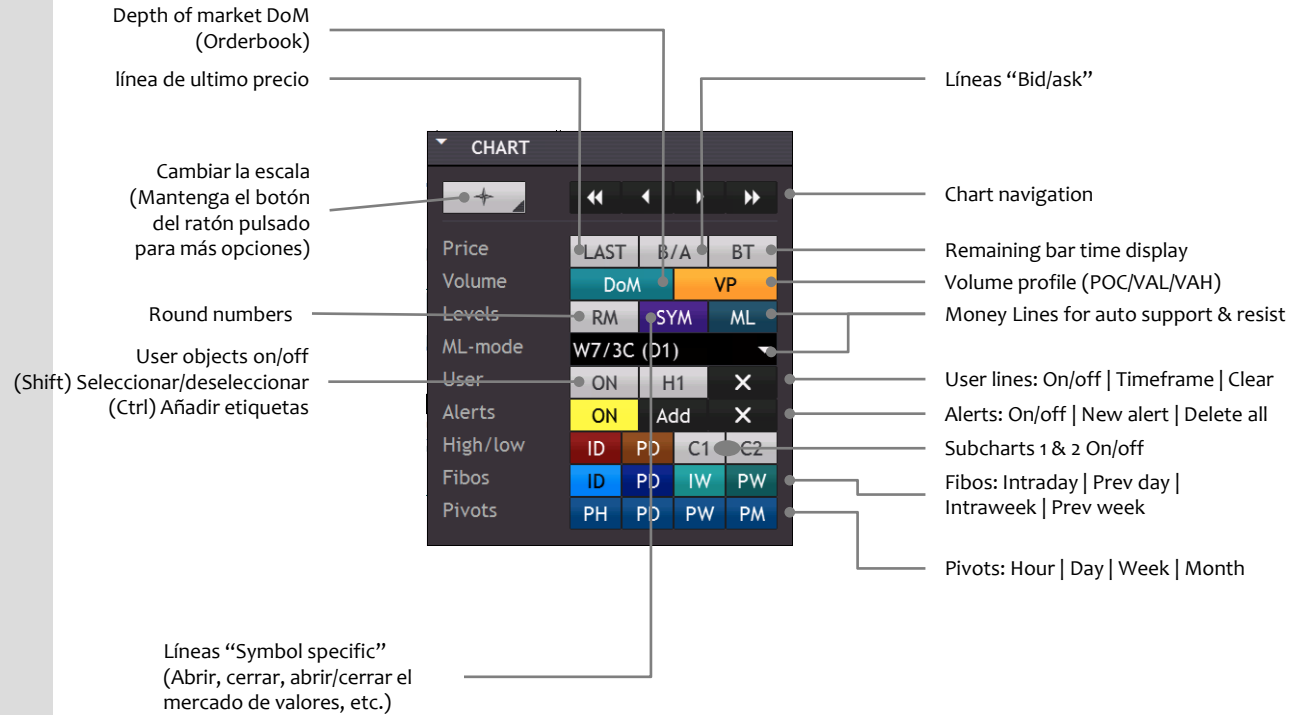 Depth of market DoM
(Orderbook)
línea de ultimo precio
Líneas “Bid/ask”
CHART
Cambiar la escala
(Mantenga el botón
del ratón pulsado
para más opciones)
Chart navigation
Price LAST B/A BT
Remaining bar time display
Volume DoM VP
Volume profile (POC/VAL/VAH)
Round numbers
Levels RM SYM ML
Money Lines for auto support & resist
ML-mode W7/3C (D1)
User objects on/off
(Shift) Seleccionar/deseleccionar
(Ctrl) Añadir etiquetas
User ON H1 X
User lines: On/off | Timeframe | Clear
Alerts ON Add X
Alerts: On/off | New alert | Delete all
High/low ID PD C1 C2
Subcharts 1 & 2 On/off
Fibos ID PD IW PW
Fibos: Intraday | Prev day |
Intraweek | Prev week
Pivots PH PD PW PM
Pivots: Hour | Day | Week | Month
Líneas “Symbol specific”
(Abrir, cerrar, abrir/cerrar el
mercado de valores, etc.)